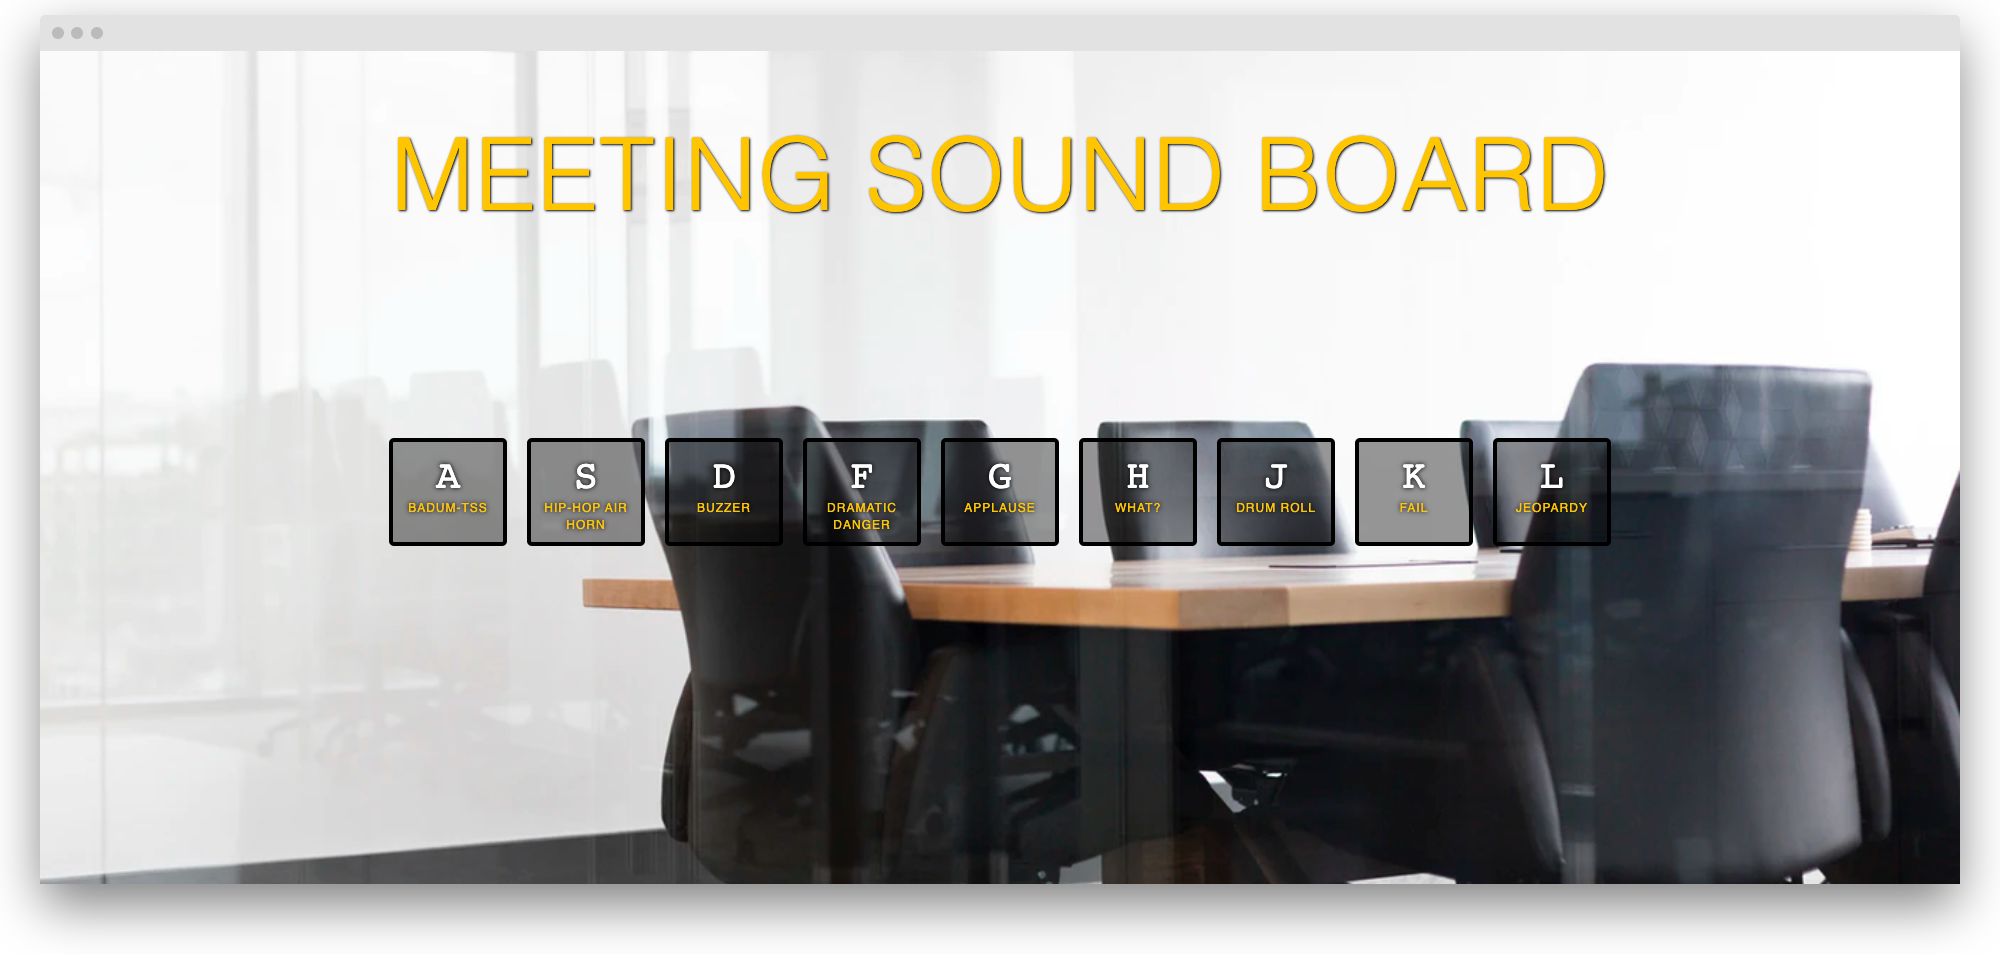 MEETING SOUND BOARD
A
BADUM-TSS
S
HIP-HOP AIR
HORN
D
BUZZER
F
DRAMATIC
DANGER
G
APPLAUSE
H
WHAT?
J
DRUM ROLL
K
FAIL
L
JEOPARDY